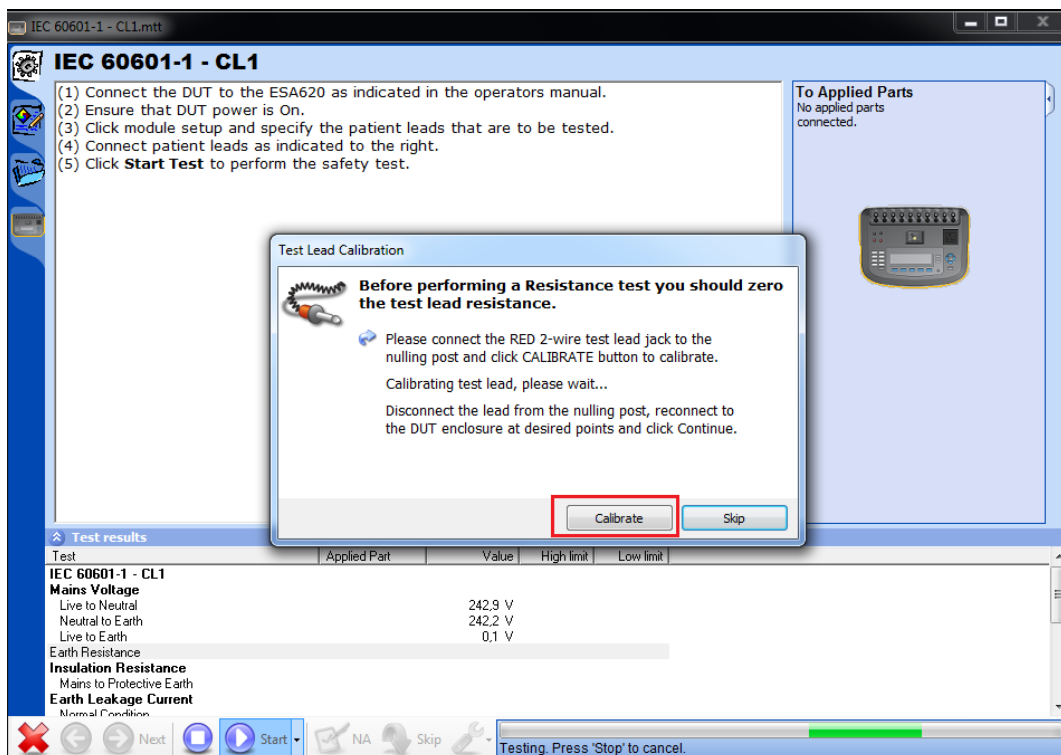 IEC 60601-1 - CL1.mtt
IEC 60601-1 - CL1
(1) Connect the DUT to the ESA620 as indicated in the operators manual.
(2) Ensure that DUT power is On.
(3) Click module setup and specify the patient leads that are to be tested.
(4) Connect patient leads as indicated to the right.
(5) Click Start Test to perform the safety test.
To Applied Parts
No applied parts
connected.
Test Lead Calibration
Before performing a Resistance test you should zero
the test lead resistance.
Please connect the RED 2-wire test lead jack to the
nulling post and click CALIBRATE button to calibrate.
Calibrating test lead, please wait...
Disconnect the lead from the nulling post, reconnect to
the DUT enclosure at desired points and click Continue.
Calibrate Skip
Test results
Test Applied Part Value High limit Low limit
IEC 60601-1 - CL1
Mains Voltage
Live to Neutral 242,9 V
Neutral to Earth 242,2 V
Live to Earth 0,1 V
Earth Resistance
Insulation Resistance
Mains to Protective Earth
Earth Leakage Current
Normal Condition
Next Start NA Skip Testing. Press 'Stop' to cancel.